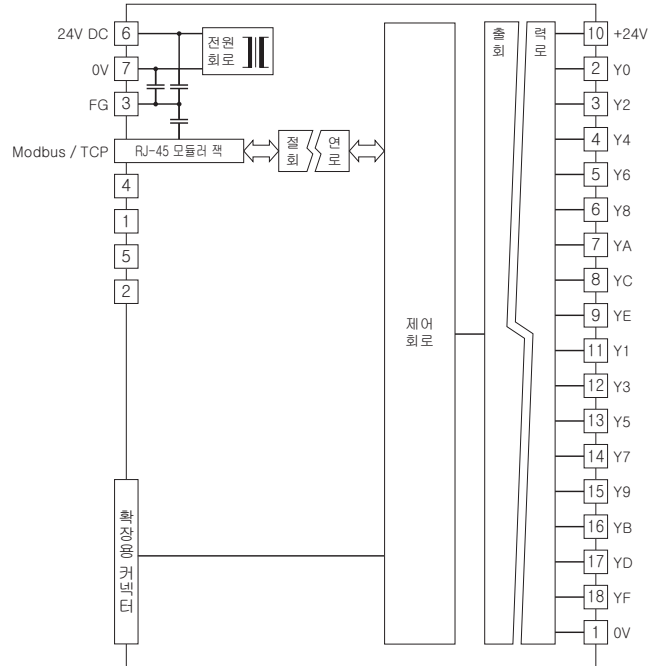 24V DC 6
0V 7
FG 3
전원
회로
Modbus / TCP RJ-45 모듈러 잭
절 연
회 로
4
1
5
2
확장용 커넥터
제어
회로
출 력
회 로
10 +24V
2 Y0
3 Y2
4 Y4
5 Y6
6 Y8
7 YA
8 YC
9 YE
11 Y1
12 Y3
13 Y5
14 Y7
15 Y9
16 YB
17 YD
18 YF
1 0V